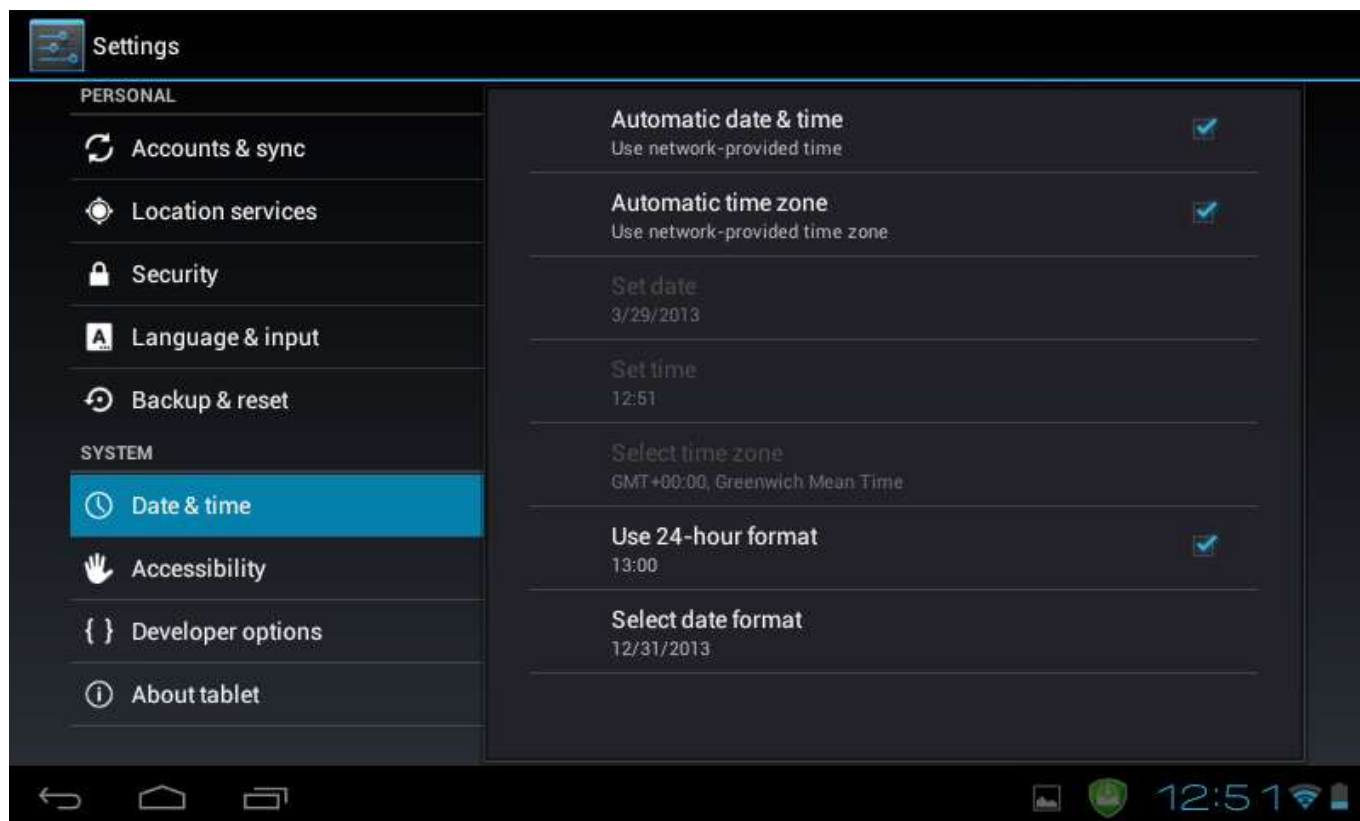 Settings
PERSONAL
Accounts & sync
Location services
Security
Language & input
Backup & reset
SYSTEM
Date & time
Accessibility
{ } Developer options
About tablet
Automatic date & time
Use network-provided time
Automatic time zone
Use network-provided time zone
Set date
3/29/2013
Set time
12:51
Select time zone
GMT+00:00, Greenwich Mean Time
Use 24-hour format
13:00
Select date format
12/31/2013
12:51